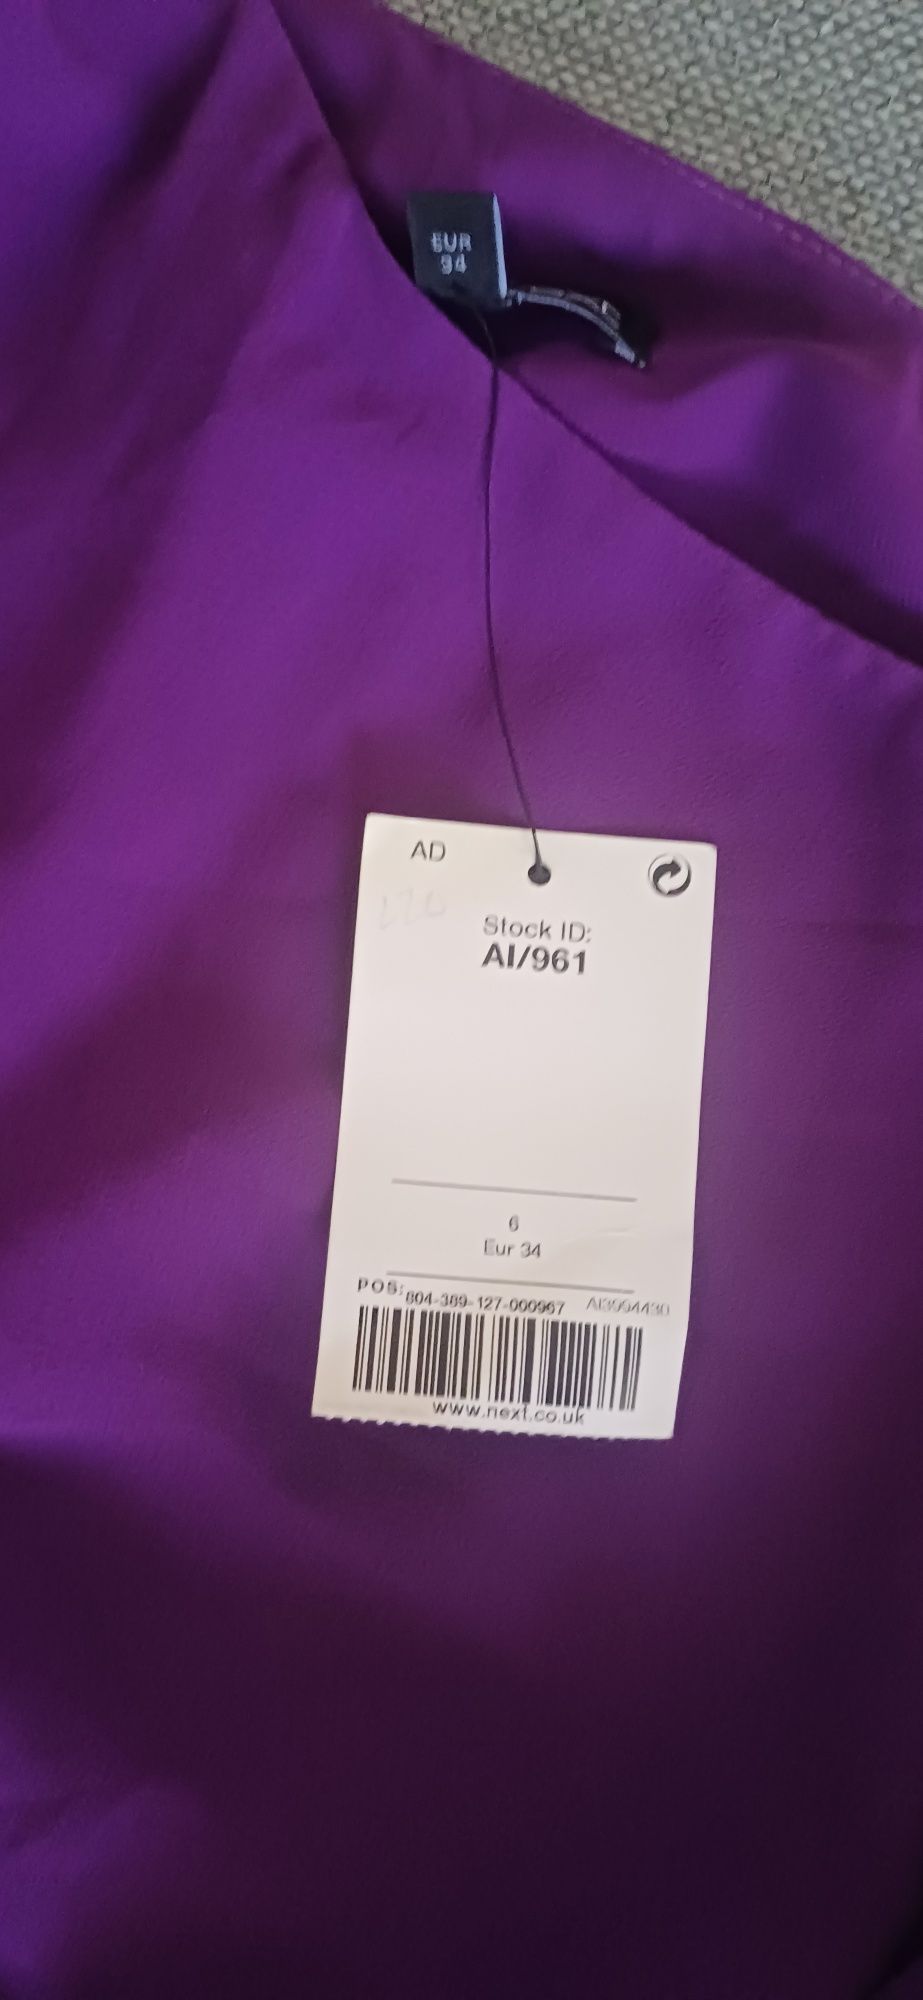 EUR
34
AD
Stock ID:
AI/961
6
Eur 34
POS:
804-389-127-000967
AI3994430
www.next.co.uk